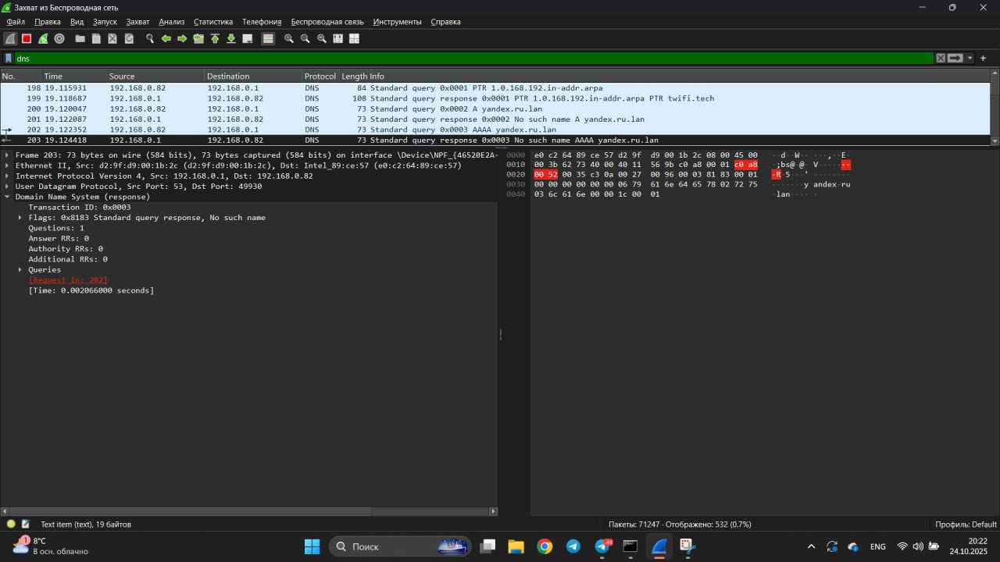 Захват из Беспроводная сеть
Файл Правка Вид Запуск Захват Анализ Статистика Телефония Беспроводная связь Инструменты Справка
dns
No. Time Source Destination Protocol Length Info
198 19.115931 192.168.0.82 192.168.0.1 DNS 84 Standard query 0x0001 PTR 1.0.168.192.in-addr.arpa
199 19.118687 192.168.0.1 192.168.0.82 DNS 108 Standard query response 0x0001 PTR 1.0.168.192.in-addr.arpa PTR twifi.tech
200 19.120047 192.168.0.82 192.168.0.1 DNS 73 Standard query 0x0002 A yandex.ru.lan
201 19.122087 192.168.0.1 192.168.0.82 DNS 73 Standard query response 0x0002 No such name A yandex.ru.lan
202 19.122352 192.168.0.82 192.168.0.1 DNS 73 Standard query 0x0003 AAAA yandex.ru.lan
203 19.124418 192.168.0.1 192.168.0.82 DNS 73 Standard query response 0x0003 No such name AAAA yandex.ru.lan
Frame 203: 73 bytes on wire (584 bits), 73 bytes captured (584 bits) on interface \Device\NPF_{46520E2A-
Ethernet II, Src: d2:9f:d9:00:1b:2c (d2:9f:d9:00:1b:2c), Dst: Intel_89:ce:57 (e0:c2:64:89:ce:57)
Internet Protocol Version 4, Src: 192.168.0.1, Dst: 192.168.0.82
User Datagram Protocol, Src Port: 53, Dst Port: 49930
Domain Name System (response)
Transaction ID: 0x0003
Flags: 0x8183 Standard query response, No such name
Questions: 1
Answer RRs: 0
Authority RRs: 0
Additional RRs: 0
Queries
[Request In: 202]
[Time: 0.002066000 seconds]
0000 e0 c2 64 89 ce 57 d2 9f d9 00 1b 2c 08 00 45 00 ··d··W·· ···,··E·
0010 00 3b 62 73 40 00 40 11 56 9b c0 a8 00 01 c0 a8 ·;bs@·@· V·······
0020 00 52 00 35 c3 0a 00 27 00 96 00 03 81 83 00 01 ·R·5···' ········
0030 00 00 00 00 00 00 06 79 61 6e 64 65 78 02 72 75 ·······y andex·ru
0040 03 6c 61 6e 00 00 1c 00 01 ·lan···· ·
Text item (text), 19 байтов
Пакеты: 71247 · Отображено: 532 (0.7%)
Профиль: Default
1
8°C
В осн. облачно
Поиск
44
ENG
20:22
24.10.2025